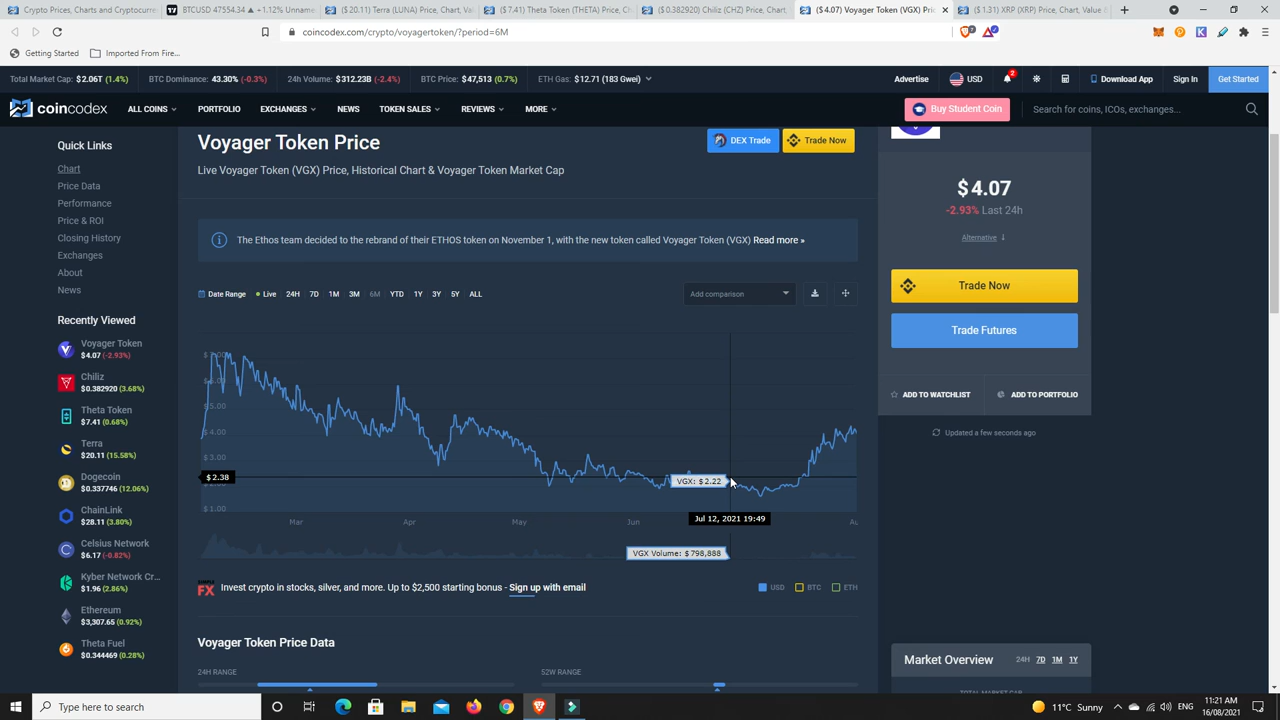 Crypto Prices, Charts and Cryptocurre
BTCUSD 47554.34 ▲ +1.12% Unname
($20.11) Terra (LUNA) Price, Chart, Val
($7.41) Theta Token (THETA) Price, C
($0.382920) Chiliz (CHZ) Price, Chart,
($4.07) Voyager Token (VGX) Pri
($1.31) XRP (XRP) Price, Chart, Value &
coincodex.com/crypto/voyagertoken/?period=6M
Getting Started
Imported From Fire...
Total Market Cap: $2.06T (1.4%)
BTC Dominance: 43.30% (-0.3%)
24h Volume: $312.23B (-2.4%)
BTC Price: $47,513 (0.7%)
ETH Gas: $12.71 (183 Gwei)
Advertise
USD
2
Download App
Sign In
Get Started
coincodex
ALL COINS
PORTFOLIO
EXCHANGES
NEWS
TOKEN SALES
REVIEWS
MORE
Buy Student Coin
Search for coins, ICOs, exchanges...
Quick Links
Chart
Price Data
Performance
Price & ROI
Closing History
Exchanges
About
News
Recently Viewed
Voyager Token
$4.07 (-2.93%)
Chiliz
$0.382920 (3.68%)
Theta Token
$7.41 (0.68%)
Terra
$20.11 (15.58%)
Dogecoin
$0.337746 (12.06%)
ChainLink
$28.11 (3.80%)
Celsius Network
$6.17 (-0.82%)
Kyber Network Cr...
$1.96 (2.86%)
Ethereum
$3,307.65 (0.92%)
Theta Fuel
$0.344469 (0.28%)
Voyager Token Price
DEX Trade
Trade Now
Live Voyager Token (VGX) Price, Historical Chart & Voyager Token Market Cap
The Ethos team decided to the rebrand of their ETHOS token on November 1, with the new token called Voyager Token (VGX) Read more »
Date Range
Live
24H
7D
1M
3M
6M
YTD
1Y
3Y
5Y
ALL
Add comparison
$5.00
$4.00
$3.00
$2.38
$1.00
VGX: $2.22
Mar
Apr
May
Jun
Au
Jul 12, 2021 19:49
VGX Volume: $798,888
SIMPLE FX
Invest crypto in stocks, silver, and more. Up to $2,500 starting bonus - Sign up with email
USD
BTC
ETH
Voyager Token Price Data
24H RANGE
52W RANGE
$4.07
-2.93% Last 24h
Alternative
Trade Now
Trade Futures
ADD TO WATCHLIST
ADD TO PORTFOLIO
Updated a few seconds ago
Market Overview
24H
7D
1M
1Y
TOTAL MARKET CAP
Type here to search
11°C Sunny
ENG
11:21 AM
16/08/2021